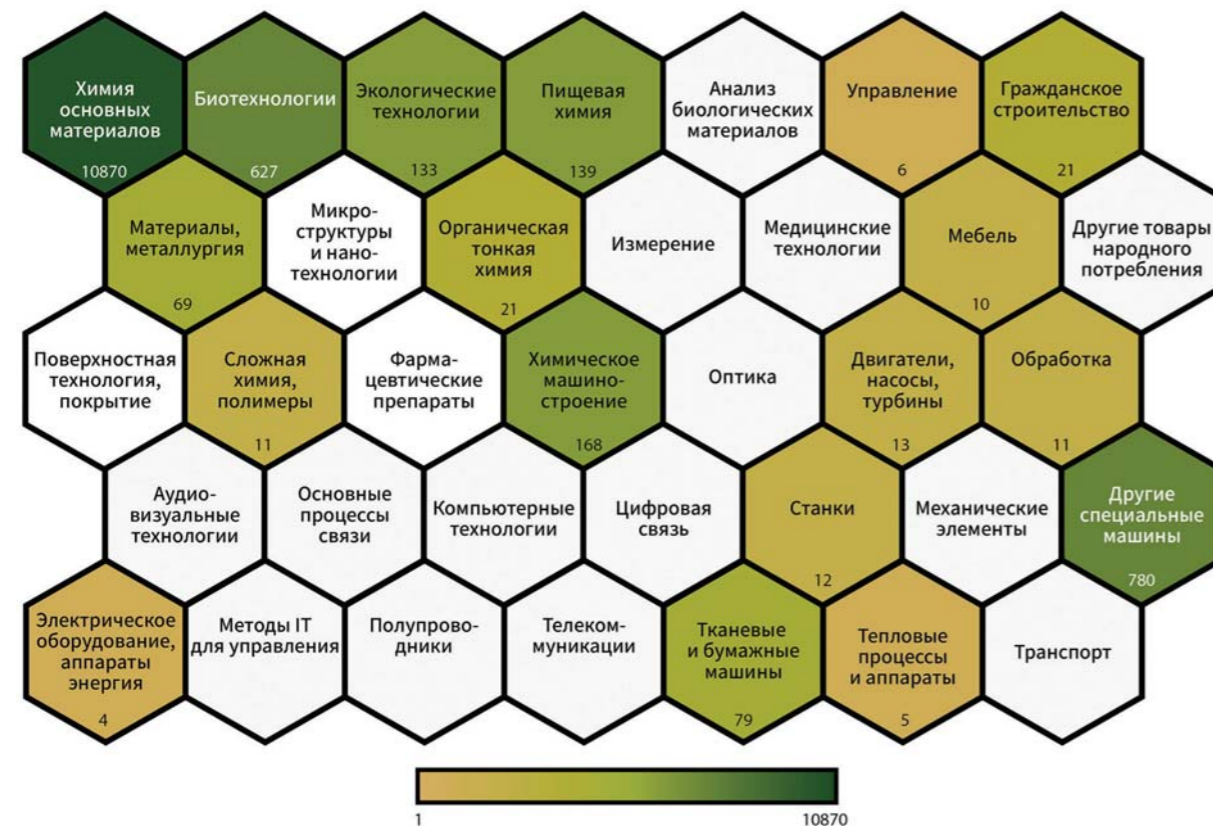 Химия
основных
материалов
10870
Биотехнологии
627
Экологические
технологии
133
Пищевая
химия
139
Анализ
биологических
материалов
Управление
6
Гражданское
строительство
21
Материалы,
металлургия
69
Микро-
структуры
и нано-
технологии
Органическая
тонкая
химия
21
Измерение
Медицинские
технологии
Мебель
10
Другие товары
народного
потребления
Поверхностная
технология,
покрытие
Сложная
химия,
полимеры
11
Фарма-
цевтические
препараты
Химическое
машино-
строение
168
Оптика
Двигатели,
насосы,
турбины
13
Обработка
11
Аудио-
визуальные
технологии
Основные
процессы
связи
Компьютерные
технологии
Цифровая
связь
Станки
12
Механические
элементы
Другие
специальные
машины
780
Электрическое
оборудование,
аппараты
энергия
4
Методы IT
для управления
Полупрово-
дники
Телеком-
муникации
Тканевые
и бумажные
машины
79
Тепловые
процессы
и аппараты
5
Транспорт
1
10870